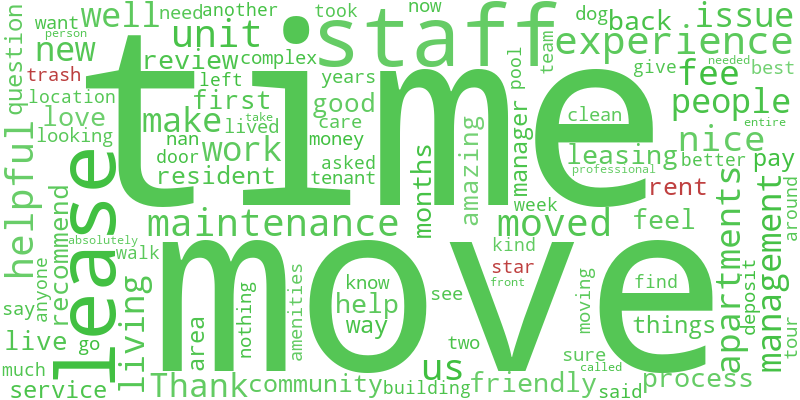 question
want
well
need
another
took
now
staff
dog
back
issue
new
review
unit
complex
experience
team
trash
left
years
time
pool
give
fee
needed
best
person
location
first
good
people
love
make
lived
take
care
clean
entire
looking
nan
work
money
manager
nice
helpful
door
asked
amazing
leasing
better
pay
resident
tenant
professional
rent
lease
recommend
maintenance
months
week
moved
feel
apartments
management
around
absolutely
walk
move
kind
star
front
say
anyone
living
area
nothing
amenities
know
help
way
see
moving
find
things
deposit
tour
live
go
us
two
sure
called
much
service
Thank
community
building
friendly
said
process